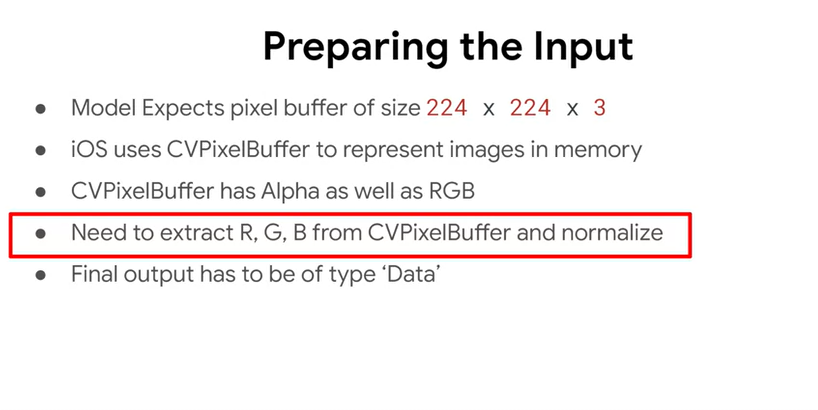 Preparing the Input
● Model Expects pixel buffer of size 224 x 224 x 3
● iOS uses CVPixelBuffer to represent images in memory
● CVPixelBuffer has Alpha as well as RGB
● Need to extract R, G, B from CVPixelBuffer and normalize
● Final output has to be of type ‘Data’